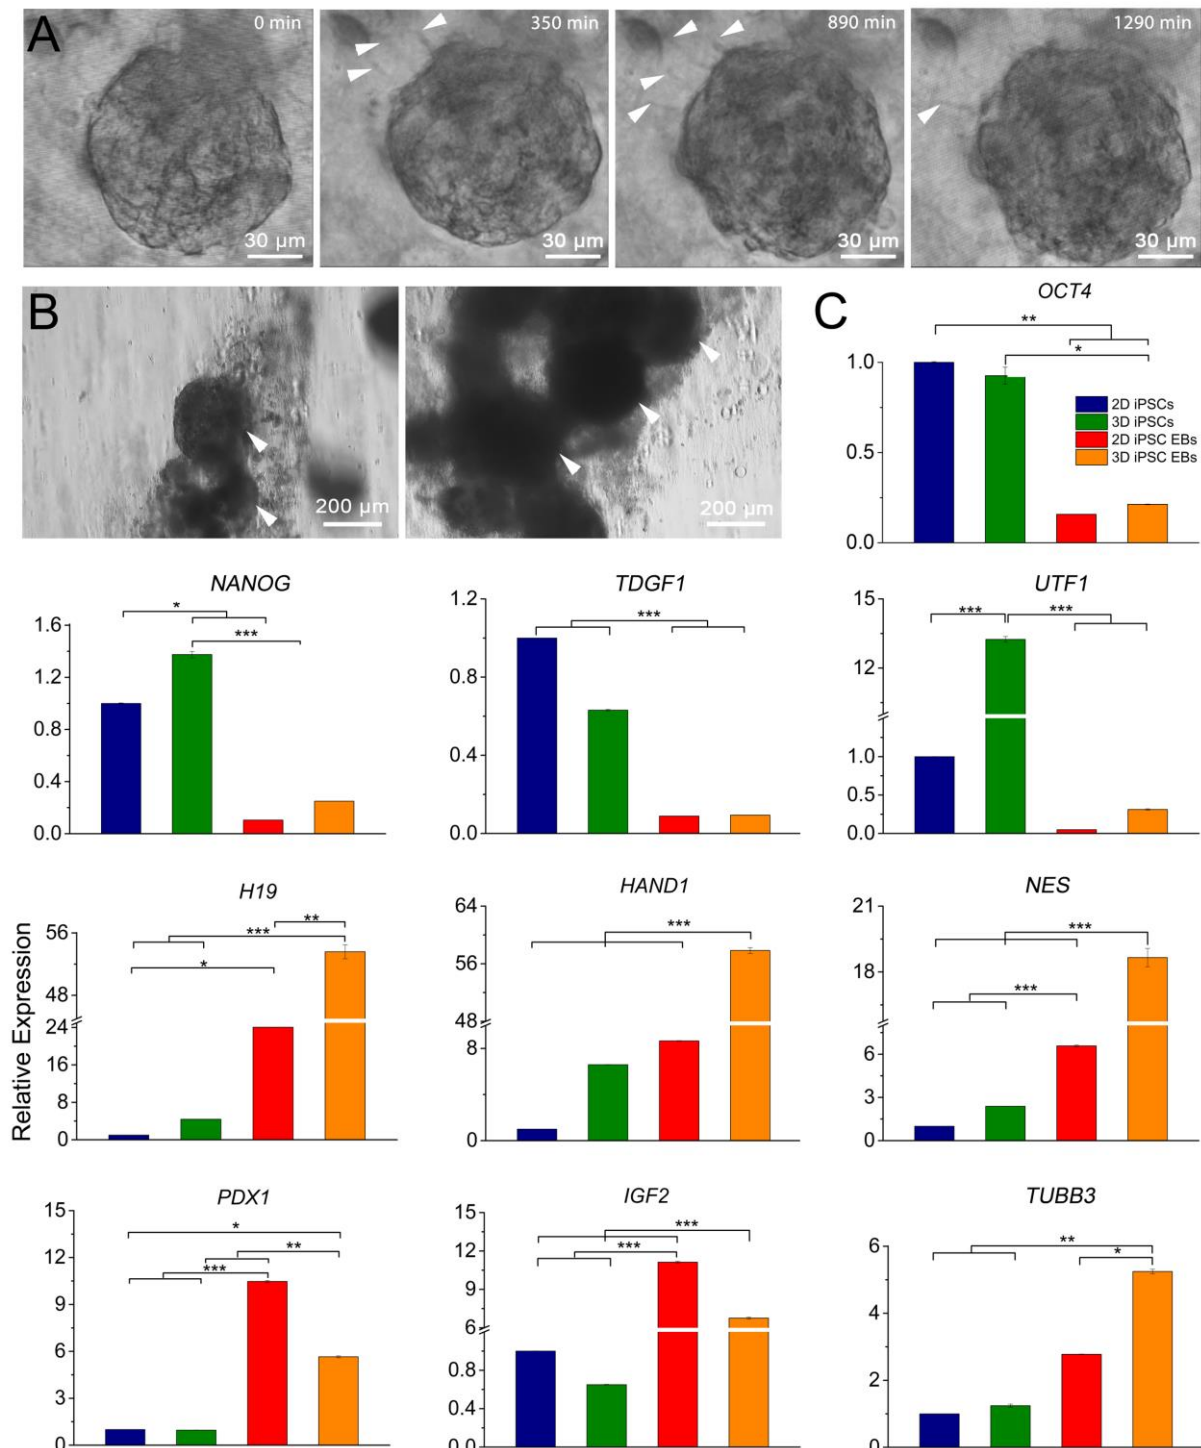 A
0 min
350 min
890 min
1290 min
30 µm
30 µm
30 µm
30 µm
B
200 µm
200 µm
C
OCT4
**
*
1.0
0.5
0.0
2D iPSCs
3D iPSCs
2D iPSC EBs
3D iPSC EBs
NANOG
*
***
1.6
1.2
0.8
0.4
0.0
TDGF1
***
1.2
0.8
0.4
0.0
UTF1
***
***
15
12
1.0
0.5
0.0
Relative Expression
H19
**
***
*
56
48
24
16
8
0
HAND1
***
64
56
48
8
0
NES
***
***
21
18
6
3
0
PDX1
*
**
***
15
12
9
6
3
0
IGF2
***
***
15
12
9
6
0.8
0.4
0.0
TUBB3
**
*
6
4
2
0